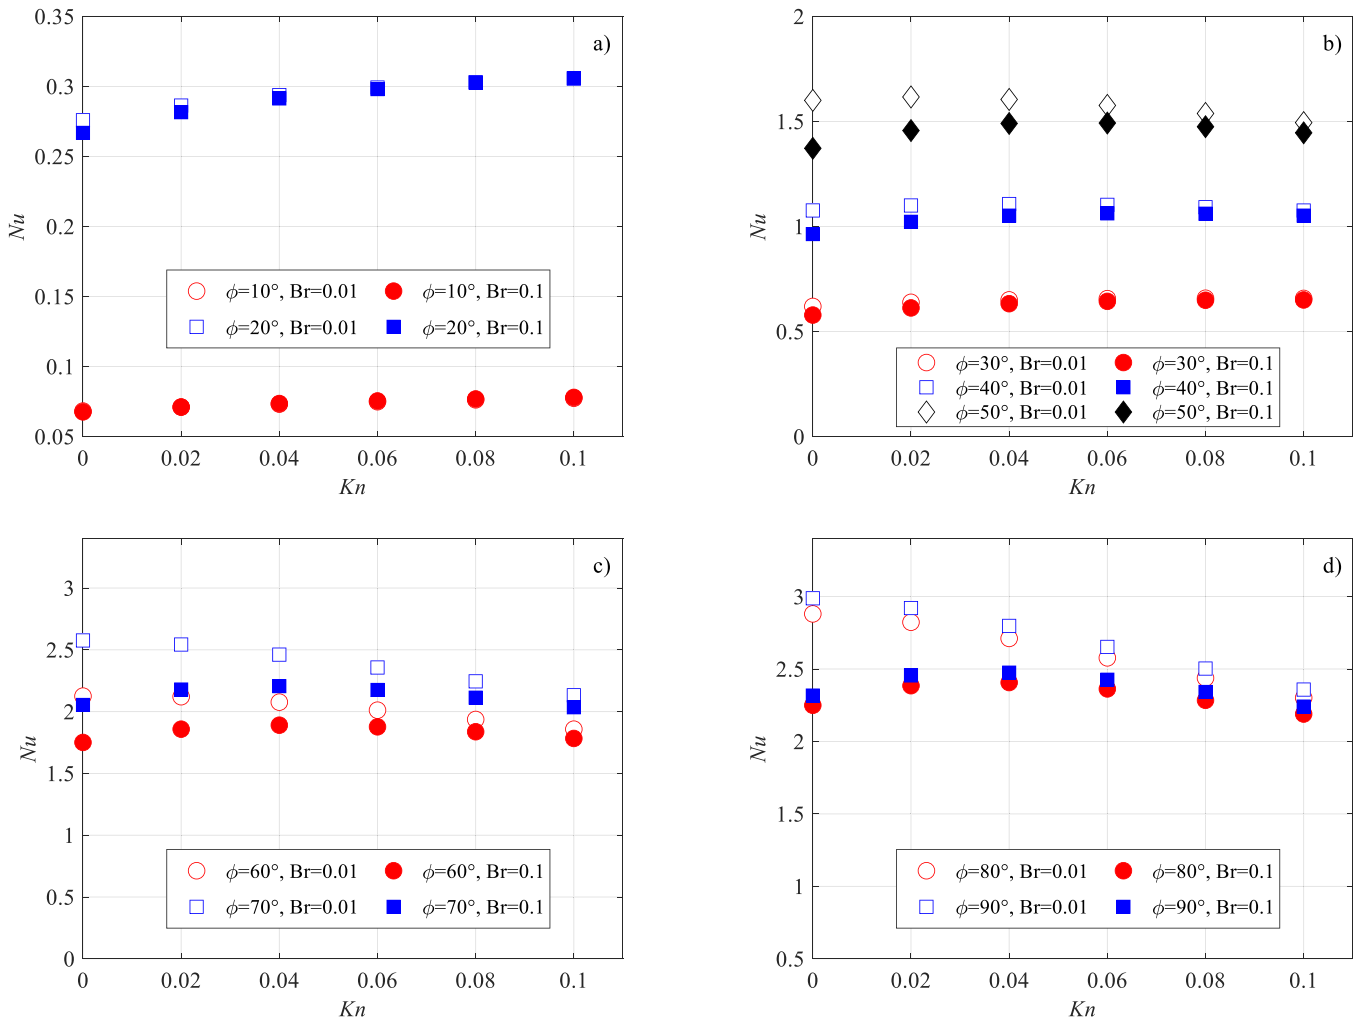 a)
0.35
0.3
0.25
0.2
0.15
0.1
0.05
Nu
ϕ=10°, Br=0.01 ϕ=10°, Br=0.1
ϕ=20°, Br=0.01 ϕ=20°, Br=0.1
0 0.02 0.04 0.06 0.08 0.1
Kn
b)
2
1.5
1
0.5
0
Nu
ϕ=30°, Br=0.01 ϕ=30°, Br=0.1
ϕ=40°, Br=0.01 ϕ=40°, Br=0.1
ϕ=50°, Br=0.01 ϕ=50°, Br=0.1
0 0.02 0.04 0.06 0.08 0.1
Kn
c)
3
2.5
2
1.5
1
0.5
0
Nu
ϕ=60°, Br=0.01 ϕ=60°, Br=0.1
ϕ=70°, Br=0.01 ϕ=70°, Br=0.1
0 0.02 0.04 0.06 0.08 0.1
Kn
d)
3
2.5
2
1.5
1
0.5
Nu
ϕ=80°, Br=0.01 ϕ=80°, Br=0.1
ϕ=90°, Br=0.01 ϕ=90°, Br=0.1
0 0.02 0.04 0.06 0.08 0.1
Kn